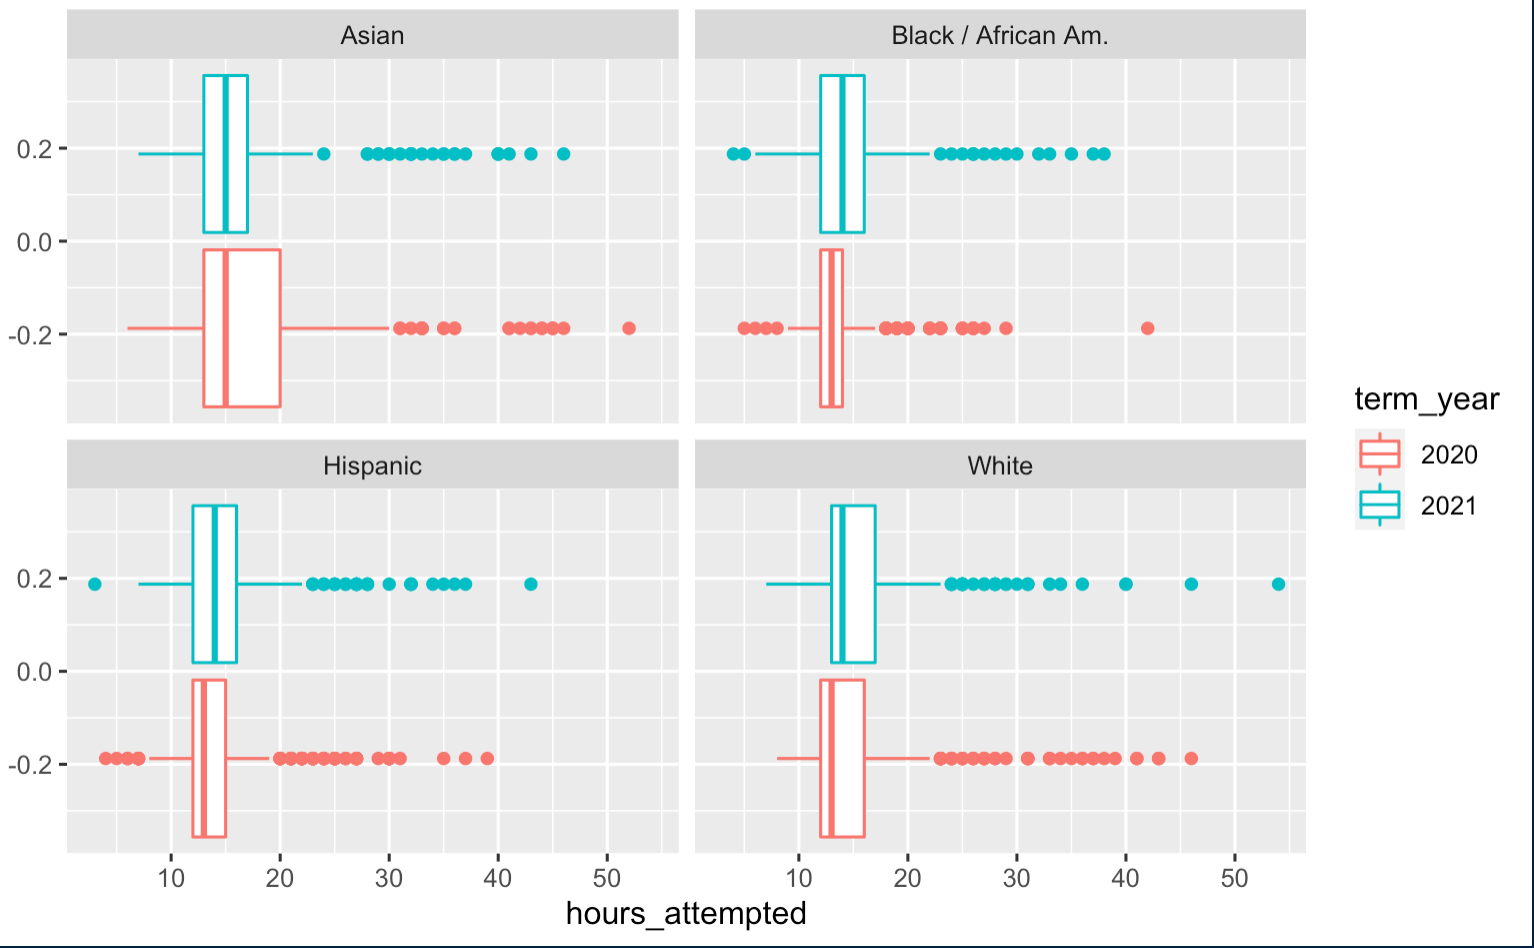 Asian
Black / African Am.
0.2
0.0
-0.2
Hispanic
White
0.2
0.0
-0.2
10 20 30 40 50
10 20 30 40 50
hours_attempted
term_year
2020
2021